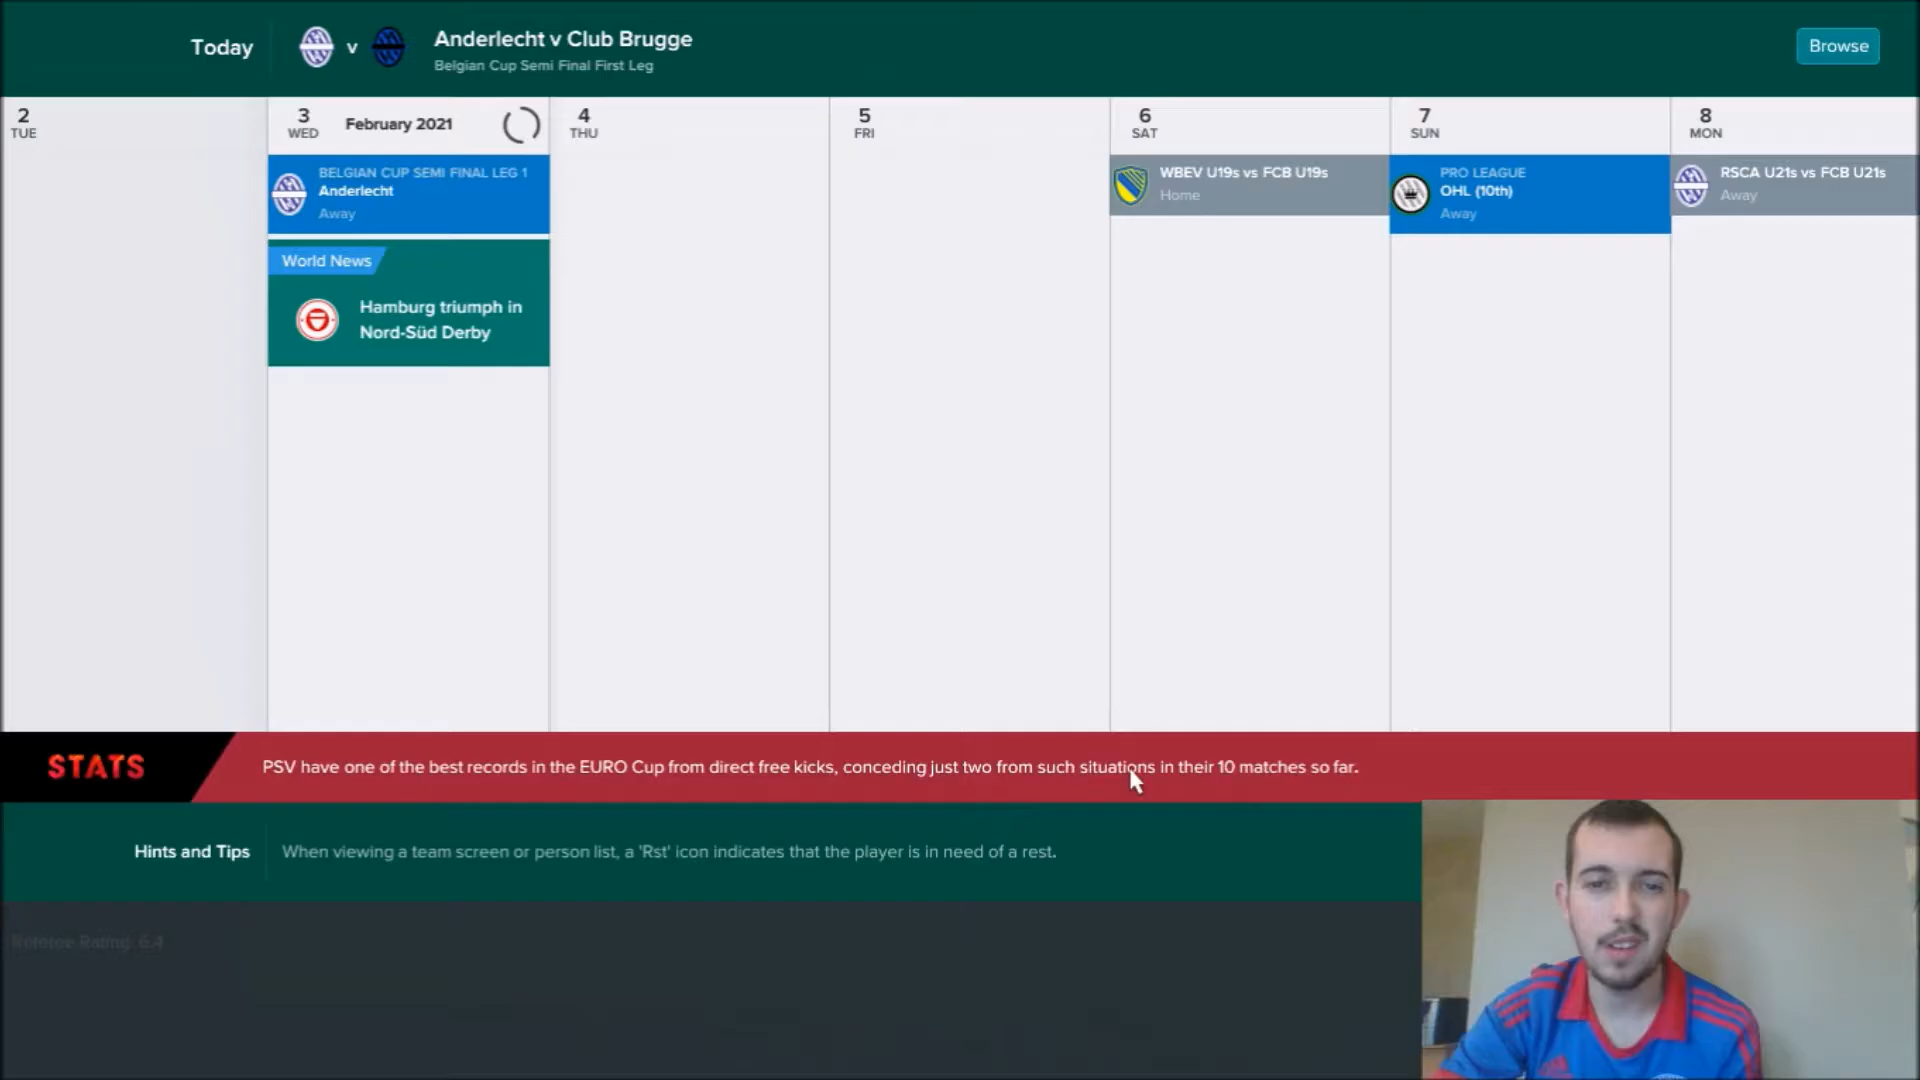 Today
v
Anderlecht v Club Brugge
Belgian Cup Semi Final First Leg
Browse
2
TUE
3
WED
February 2021
4
THU
5
FRI
6
SAT
7
SUN
8
MON
BELGIAN CUP SEMI FINAL LEG 1
Anderlecht
Away
WBEV U19s vs FCB U19s
Home
PRO LEAGUE
OHL (10th)
Away
RSCA U21s vs FCB U21s
Away
World News
Hamburg triumph in
Nord-Süd Derby
STATS
PSV have one of the best records in the EURO Cup from direct free kicks, conceding just two from such situations in their 10 matches so far.
Hints and Tips
When viewing a team screen or person list, a 'Rst' icon indicates that the player is in need of a rest.
Referee Rating: 6.4